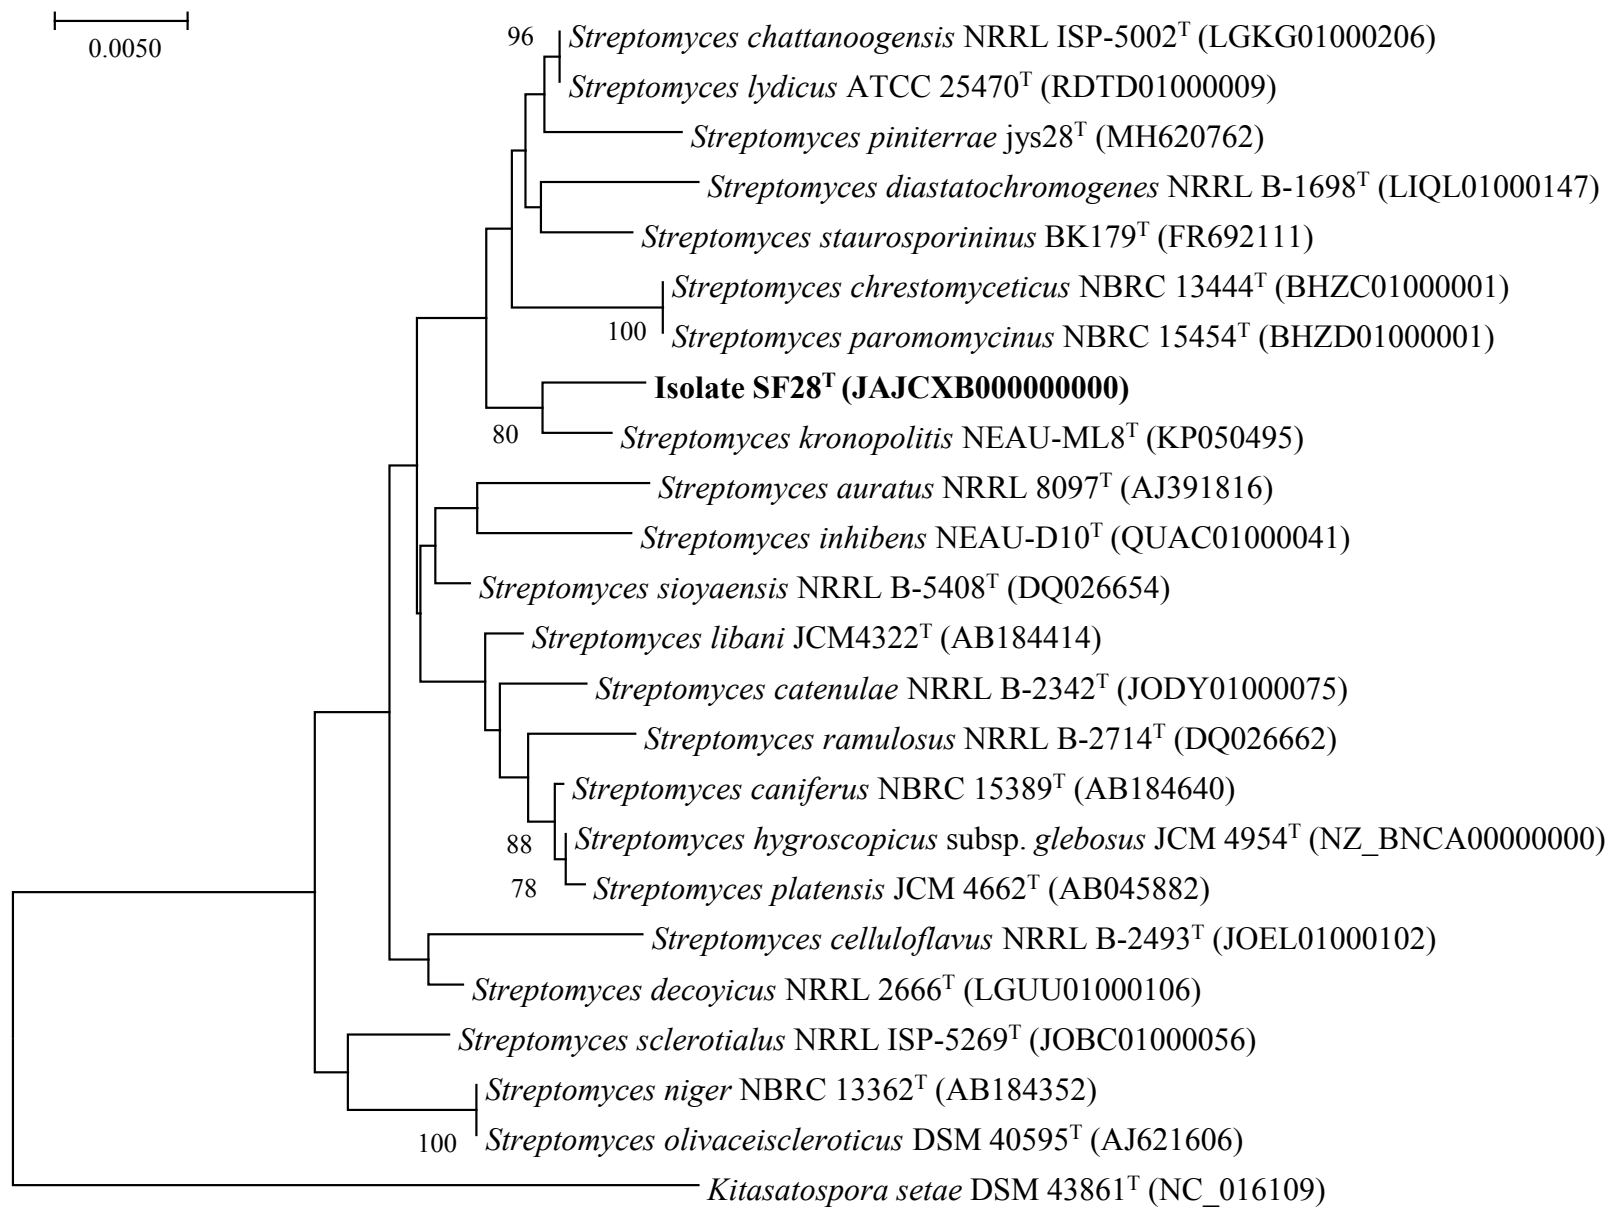 0.0050
96
Streptomyces chattanoogensis NRRL ISP-5002ᵀ (LGKG01000206)
Streptomyces lydicus ATCC 25470ᵀ (RDTD01000009)
Streptomyces piniterrae jys28ᵀ (MH620762)
Streptomyces diastatochromogenes NRRL B-1698ᵀ (LIQL01000147)
Streptomyces staurosporininus BK179ᵀ (FR692111)
Streptomyces chrestomyceticus NBRC 13444ᵀ (BHZC01000001)
100
Streptomyces paromomycinus NBRC 15454ᵀ (BHZD01000001)
Isolate SF28ᵀ (JAJCXB000000000)
80
Streptomyces kronopolitis NEAU-ML8ᵀ (KP050495)
Streptomyces auratus NRRL 8097ᵀ (AJ391816)
Streptomyces inhibens NEAU-D10ᵀ (QUAC01000041)
Streptomyces sioyaensis NRRL B-5408ᵀ (DQ026654)
Streptomyces libani JCM4322ᵀ (AB184414)
Streptomyces catenulae NRRL B-2342ᵀ (JODY01000075)
Streptomyces ramulosus NRRL B-2714ᵀ (DQ026662)
Streptomyces caniferus NBRC 15389ᵀ (AB184640)
88
Streptomyces hygroscopicus subsp. glebosus JCM 4954ᵀ (NZ_BNCA00000000)
78
Streptomyces platensis JCM 4662ᵀ (AB045882)
Streptomyces celluloflavus NRRL B-2493ᵀ (JOEL01000102)
Streptomyces decoyicus NRRL 2666ᵀ (LGUU01000106)
Streptomyces sclerotialus NRRL ISP-5269ᵀ (JOBC01000056)
Streptomyces niger NBRC 13362ᵀ (AB184352)
100
Streptomyces olivaceiscleroticus DSM 40595ᵀ (AJ621606)
Kitasatospora setae DSM 43861ᵀ (NC_016109)